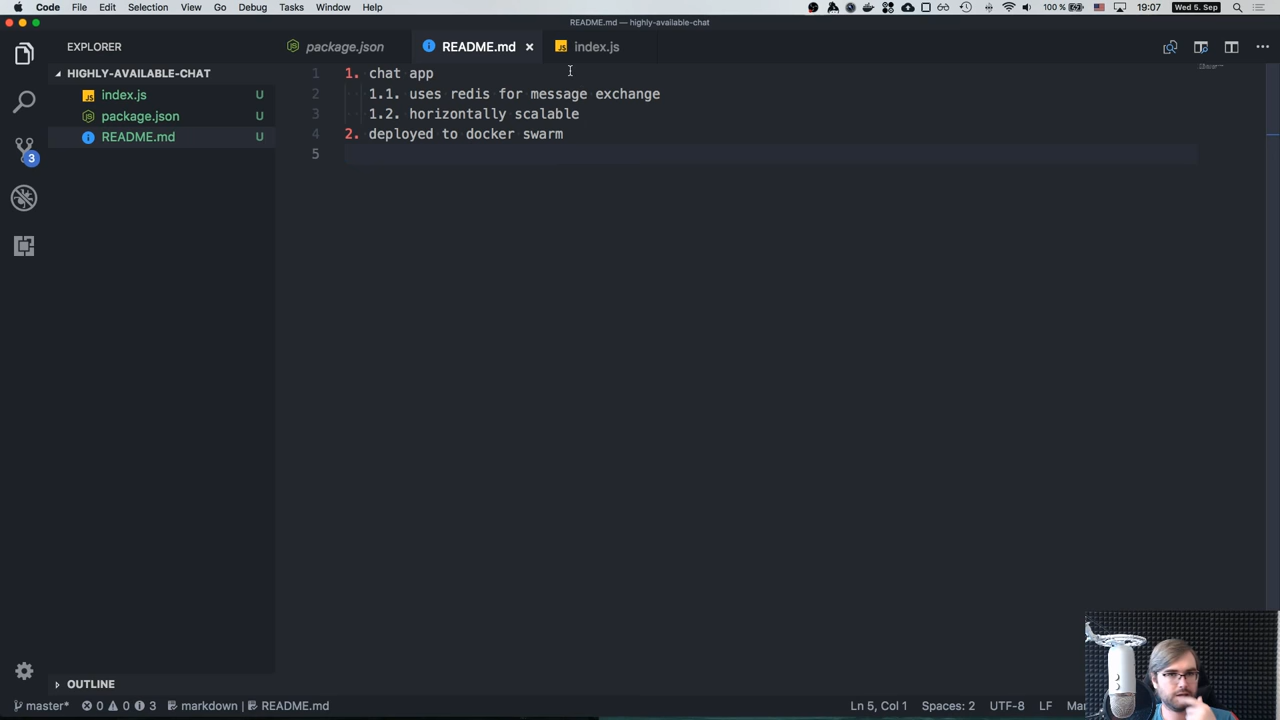 Code File Edit Selection View Go Debug Tasks Window Help 100 % 19:07 Wed 5. Sep
README.md — highly-available-chat
EXPLORER
package.json README.md × index.js
HIGHLY-AVAILABLE-CHAT
index.js U
package.json U
README.md U
1 1. chat app
2 1.1. uses redis for message exchange
3 1.2. horizontally scalable
4 2. deployed to docker swarm
5
3
OUTLINE
master* 0 0 3 markdown README.md Ln 5, Col 1 Spaces: 2 UTF-8 LF